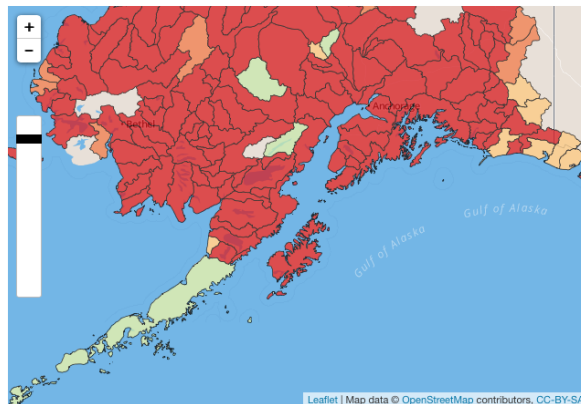 +
−
Anchorage
Bethel
Gulf of Alaska
Gulf of Alaska
Leaflet | Map data © OpenStreetMap contributors, CC-BY-SA